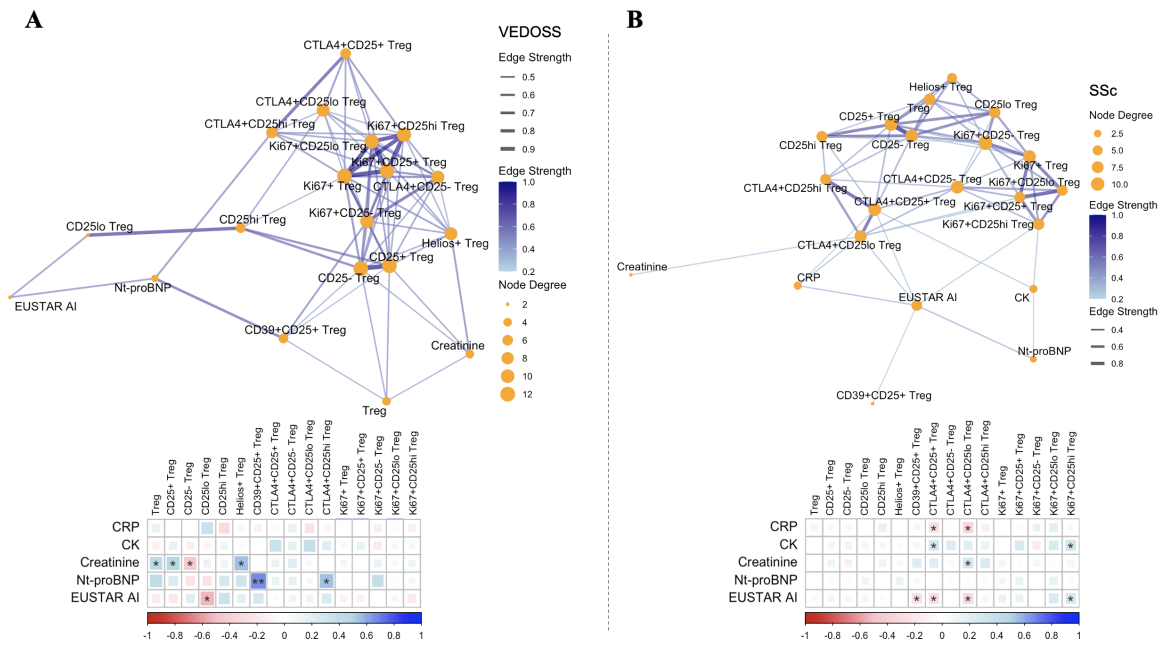 A
VEDOSS
Edge Strength
0.5
0.6
0.7
0.8
0.9
Edge Strength
1.0
0.8
0.6
0.4
0.2
Node Degree
2
4
6
8
10
12
CTLA4+CD25+ Treg
CTLA4+CD25lo Treg
CTLA4+CD25hi Treg
Ki67+CD25hi Treg
Ki67+CD25lo Treg
Ki67+CD25+ Treg
Ki67+ Treg
CTLA4+CD25- Treg
Ki67+CD25- Treg
CD25hi Treg
CD25lo Treg
Helios+ Treg
CD25+ Treg
CD25- Treg
Nt-proBNP
EUSTAR AI
CD39+CD25+ Treg
Creatinine
Treg
Treg
CD25+ Treg
CD25- Treg
CD25lo Treg
CD25hi Treg
Helios+ Treg
CD39+CD25+ Treg
CTLA4+CD25+ Treg
CTLA4+CD25- Treg
CTLA4+CD25lo Treg
CTLA4+CD25hi Treg
Ki67+ Treg
Ki67+CD25+ Treg
Ki67+CD25- Treg
Ki67+CD25lo Treg
Ki67+CD25hi Treg
CRP
CK
Creatinine * * * *
Nt-proBNP ** *
EUSTAR AI *
-1 -0.8 -0.6 -0.4 -0.2 0 0.2 0.4 0.6 0.8 1
B
SSc
Node Degree
2.5
5.0
7.5
10.0
Edge Strength
1.0
0.8
0.6
0.4
0.2
Edge Strength
0.4
0.6
0.8
Helios+ Treg
Treg
CD25lo Treg
CD25+ Treg
CD25hi Treg
CD25- Treg
Ki67+CD25- Treg
Ki67+ Treg
CTLA4+CD25hi Treg
CTLA4+CD25- Treg
Ki67+CD25lo Treg
CTLA4+CD25+ Treg
Ki67+CD25+ Treg
Ki67+CD25hi Treg
CTLA4+CD25lo Treg
Creatinine
CRP
EUSTAR AI
CK
Nt-proBNP
CD39+CD25+ Treg
Treg
CD25+ Treg
CD25- Treg
CD25lo Treg
CD25hi Treg
Helios+ Treg
CD39+CD25+ Treg
CTLA4+CD25+ Treg
CTLA4+CD25- Treg
CTLA4+CD25lo Treg
CTLA4+CD25hi Treg
Ki67+ Treg
Ki67+CD25+ Treg
Ki67+CD25- Treg
Ki67+CD25lo Treg
Ki67+CD25hi Treg
CRP * *
CK * *
Creatinine *
Nt-proBNP
EUSTAR AI * * * *
-1 -0.8 -0.6 -0.4 -0.2 0 0.2 0.4 0.6 0.8 1